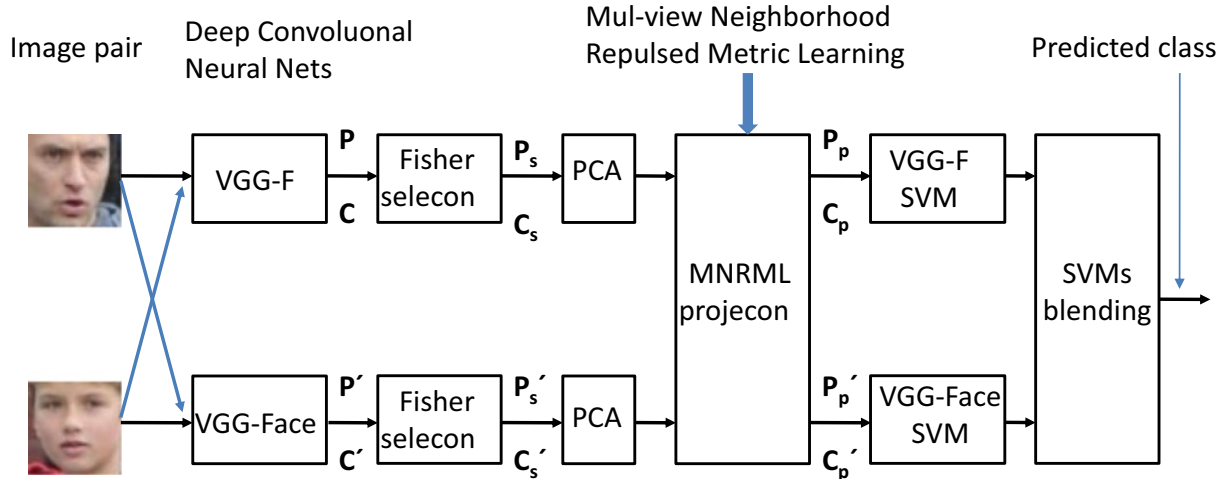 Image pair
Deep Convoluonal
Neural Nets
Mul-view Neighborhood
Repulsed Metric Learning
Predicted class
VGG-F
P
C
Fisher
selecon
Ps
Cs
PCA
MNRML
projecon
Pp
Cp
VGG-F
SVM
SVMs
blending
VGG-Face
P´
C´
Fisher
selecon
Ps´
Cs´
PCA
Pp´
Cp´
VGG-Face
SVM